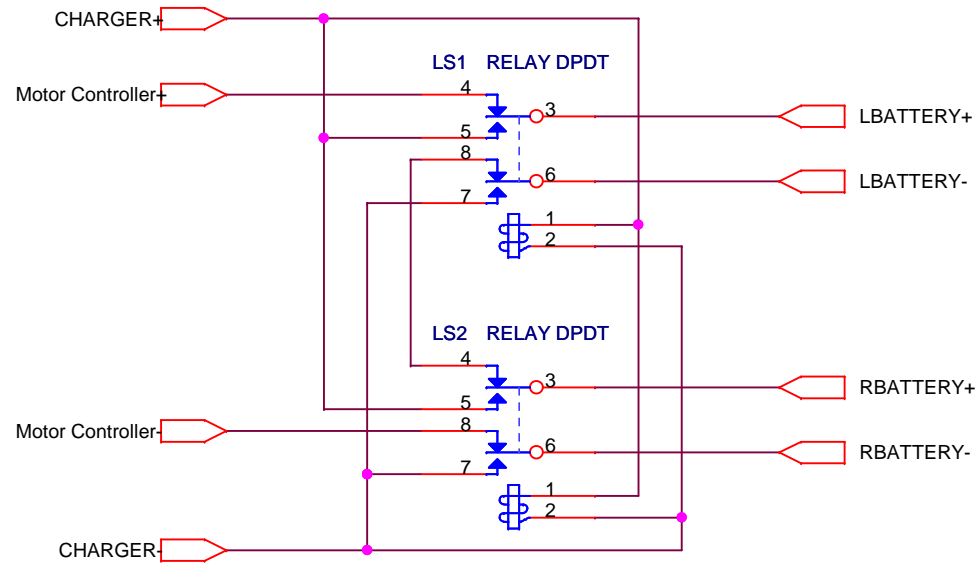 CHARGER+
LS1 RELAY DPDT
Motor Controller+
4
3
LBATTERY+
5
8
6
LBATTERY-
7
1
2
LS2 RELAY DPDT
4
3
RBATTERY+
5
Motor Controller-
8
6
RBATTERY-
7
1
2
CHARGER-